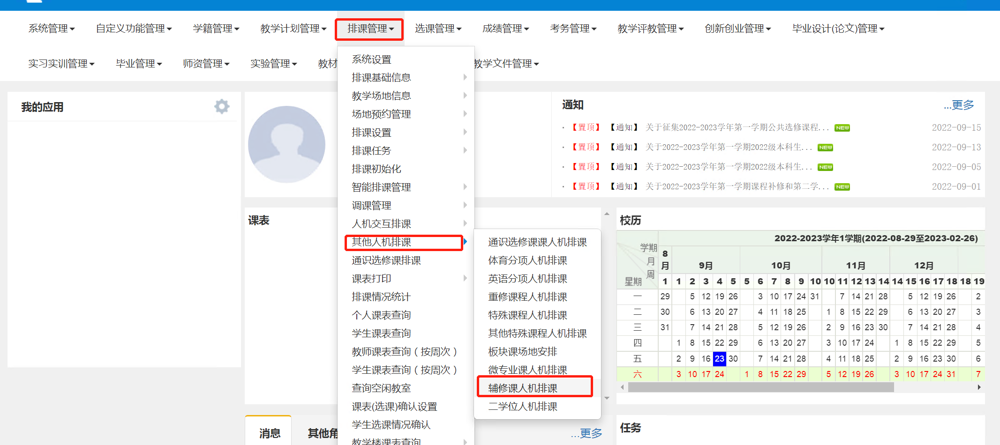 系统管理 自定义功能管理 学籍管理 教学计划管理 排课管理 选课管理 成绩管理 考务管理 教学评教管理 创新创业管理 毕业设计(论文)管理
实习实训管理 毕业管理 师资管理 实验管理 教材 教学文件管理
系统设置
排课基础信息
教学场地信息
场地预约管理
排课设置
排课任务
排课初始化
智能排课管理
调课管理
人机交互排课
其他人机排课
通识选修课排课
课表打印
排课情况统计
个人课表查询
学生课表查询
教师课表查询（按周次）
学生课表查询（按周次）
查询空闲教室
课表(选课)确认设置
学生选课情况确认
教学楼课表查询
通识选修课课人机排课
体育分项人机排课
英语分项人机排课
重修课程人机排课
特殊课程人机排课
其他特殊课程人机排课
板块课场地安排
微专业课人机排课
辅修课人机排课
二学位人机排课
我的应用
通知 ...更多
·【置顶】【通知】 关于征集2022-2023学年第一学期公共选修课程... NEW 2022-09-15
·【置顶】【通知】 关于2022-2023学年第一学期2022级本科生... NEW 2022-09-13
·【置顶】【通知】 关于2022-2023学年第一学期2022级本科生... NEW 2022-09-05
·【置顶】【通知】 关于2022-2023学年第一学期课程补修和第二学... NEW 2022-09-01
课表
校历
2022-2023学年1学期(2022-08-29至2023-02-26)
学期 月 周 星期
8月 9月 10月 11月 12月
1 1 2 3 4 5 5 6 7 8 9 10 10 11 12 13 14 14 15 16 17 18 18 19
一 29 5 12 19 26 3 10 17 24 31 7 14 21 28 5 12 19 26 2
二 30 6 13 20 27 4 11 18 25 1 8 15 22 29 6 13 20 27 3
三 31 7 14 21 28 5 12 19 26 2 9 16 23 30 7 14 21 28 4
四 1 8 15 22 29 6 13 20 27 3 10 17 24 1 8 15 22 29 5
五 2 9 16 23 30 7 14 21 28 4 11 18 25 2 9 16 23 30 6
六 3 10 17 24 1 8 15 22 29 5 12 19 26 3 10 17 24 31 7
消息 其他角 ...更多
任务